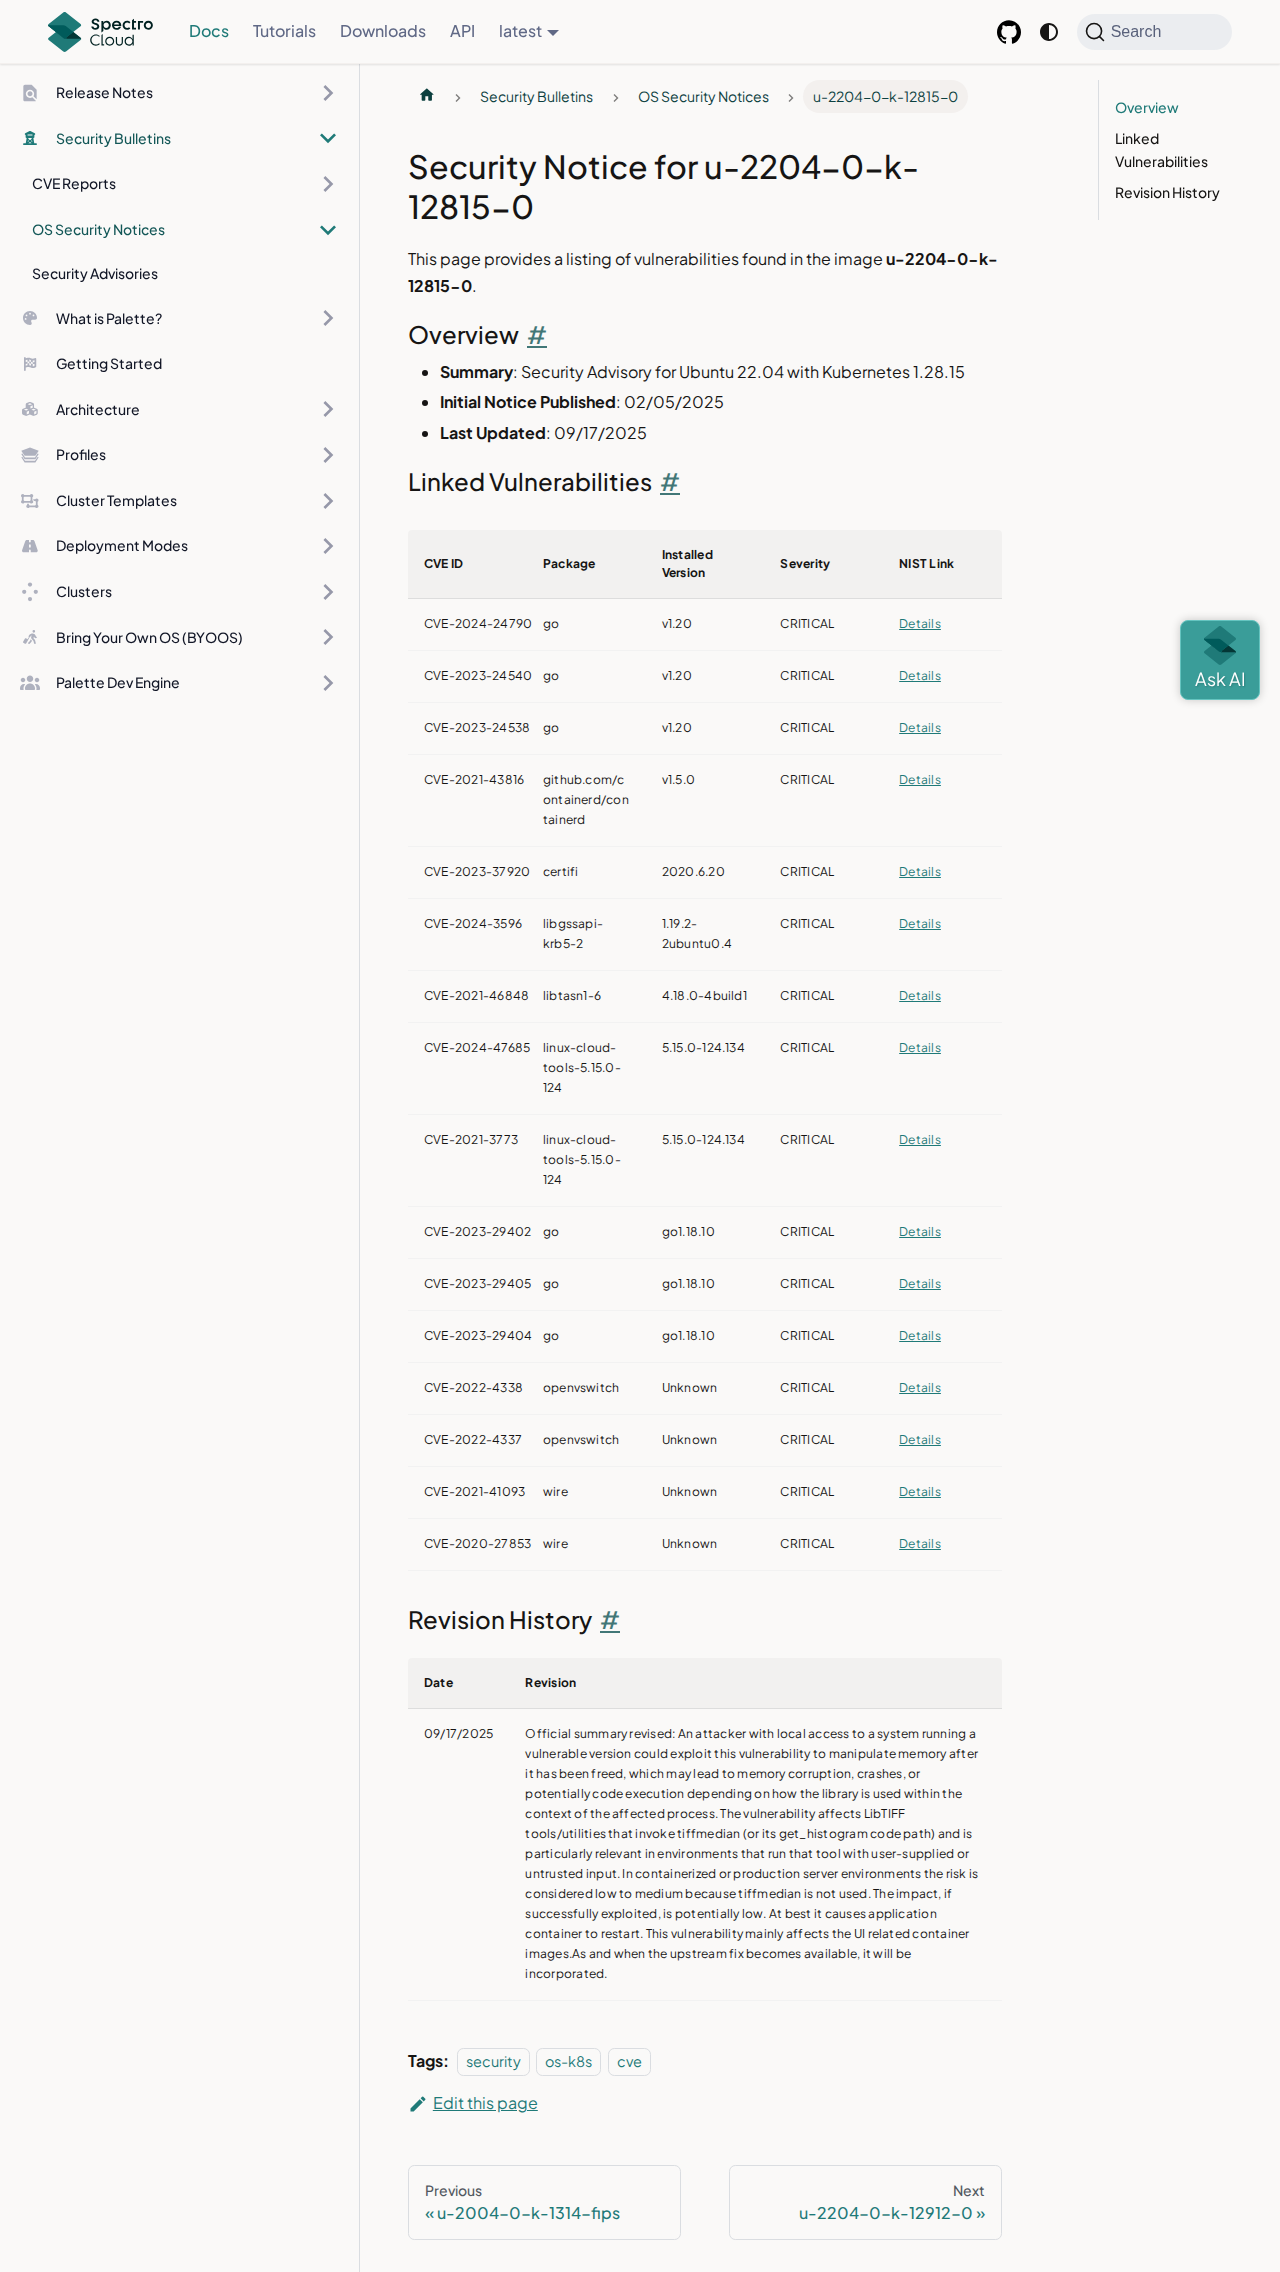 Spectro Cloud
Docs
Tutorials
Downloads
API
latest
Search
Release Notes
Security Bulletins
CVE Reports
OS Security Notices
Security Advisories
What is Palette?
Getting Started
Architecture
Profiles
Cluster Templates
Deployment Modes
Clusters
Bring Your Own OS (BYOOS)
Palette Dev Engine
Security Bulletins
OS Security Notices
u-2204-0-k-12815-0
Security Notice for u-2204-0-k-
12815-0
This page provides a listing of vulnerabilities found in the image u-2204-0-k-
12815-0.
Overview #
Summary: Security Advisory for Ubuntu 22.04 with Kubernetes 1.28.15
Initial Notice Published: 02/05/2025
Last Updated: 09/17/2025
Linked Vulnerabilities #
CVE ID Package Installed Version Severity NIST Link
CVE-2024-24790 go v1.20 CRITICAL Details
CVE-2023-24540 go v1.20 CRITICAL Details
CVE-2023-24538 go v1.20 CRITICAL Details
CVE-2021-43816 github.com/containerd/containerd v1.5.0 CRITICAL Details
CVE-2023-37920 certifi 2020.6.20 CRITICAL Details
CVE-2024-3596 libgssapi-krb5-2 1.19.2-2ubuntu0.4 CRITICAL Details
CVE-2021-46848 libtasn1-6 4.18.0-4build1 CRITICAL Details
CVE-2024-47685 linux-cloud-tools-5.15.0-124 5.15.0-124.134 CRITICAL Details
CVE-2021-3773 linux-cloud-tools-5.15.0-124 5.15.0-124.134 CRITICAL Details
CVE-2023-29402 go go1.18.10 CRITICAL Details
CVE-2023-29405 go go1.18.10 CRITICAL Details
CVE-2023-29404 go go1.18.10 CRITICAL Details
CVE-2022-4338 openvswitch Unknown CRITICAL Details
CVE-2022-4337 openvswitch Unknown CRITICAL Details
CVE-2021-41093 wire Unknown CRITICAL Details
CVE-2020-27853 wire Unknown CRITICAL Details
Revision History #
Date Revision
09/17/2025 Official summary revised: An attacker with local access to a system running a
vulnerable version could exploit this vulnerability to manipulate memory after
it has been freed, which may lead to memory corruption, crashes, or
potentially code execution depending on how the library is used within the
context of the affected process. The vulnerability affects LibTIFF
tools/utilities that invoke tiffmedian (or its get_histogram code path) and is
particularly relevant in environments that run that tool with user-supplied or
untrusted input. In containerized or production server environments the risk is
considered low to medium because tiffmedian is not used. The impact, if
successfully exploited, is potentially low. At best it causes application
container to restart. This vulnerability mainly affects the UI related container
images.As and when the upstream fix becomes available, it will be
incorporated.
Tags: security os-k8s cve
Edit this page
Previous
« u-2004-0-k-1314-fips
Next
u-2204-0-k-12912-0 »
Overview
Linked
Vulnerabilities
Revision History
Ask AI